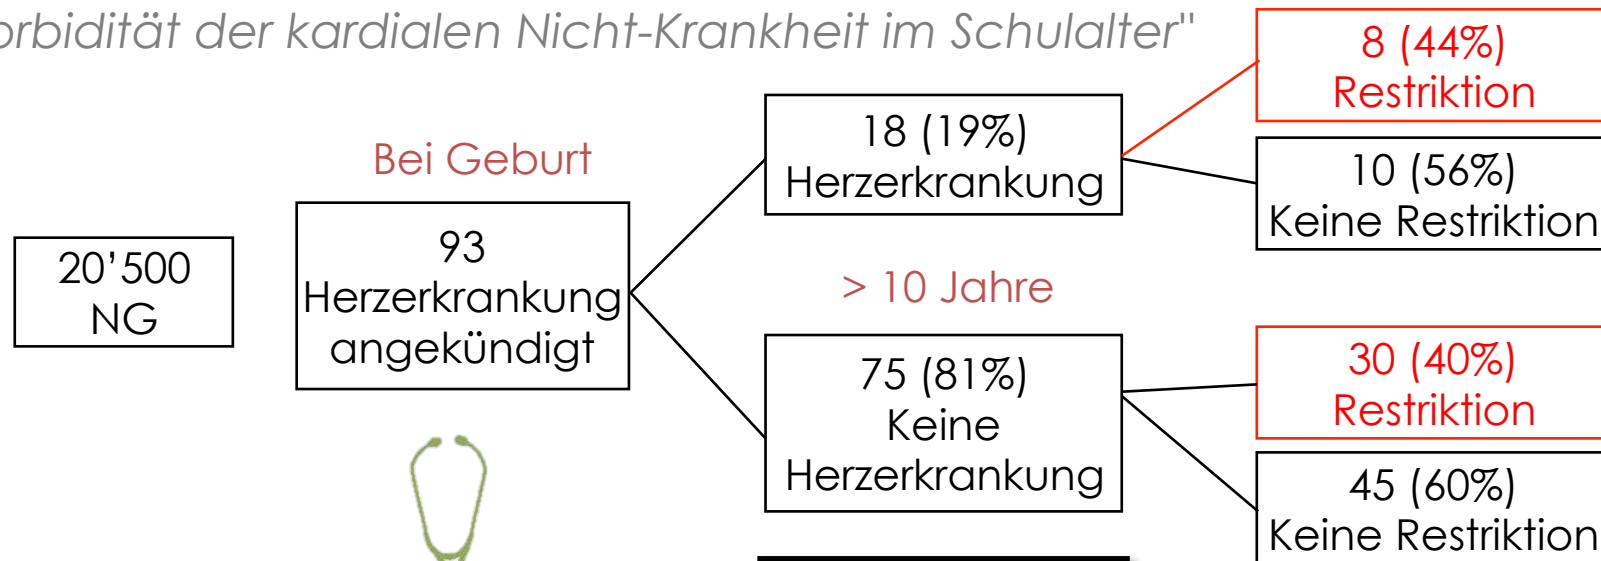 orbidität der kardialen Nicht-Krankheit im Schulalter"
Bei Geburt
20’500
NG
93
Herzerkrankung
angekündigt
18 (19%)
Herzerkrankung
> 10 Jahre
75 (81%)
Keine
Herzerkrankung
8 (44%)
Restriktion
10 (56%)
Keine Restriktion
30 (40%)
Restriktion
45 (60%)
Keine Restriktion